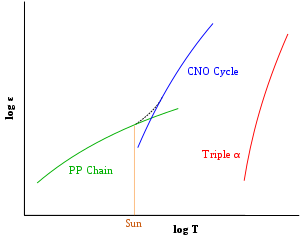 log ε
CNO Cycle
Triple α
PP Chain
Sun
log T